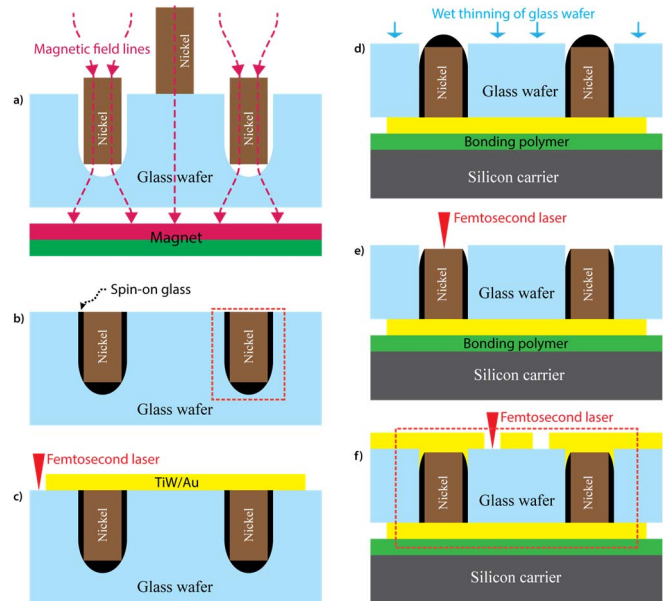 Magnetic field lines
Nickel
a)
Nickel
Nickel
Glass wafer
Magnet
Spin-on glass
b)
Nickel
Nickel
Glass wafer
Femtosecond laser
TiW/Au
c)
Nickel
Nickel
Glass wafer
Wet thinning of glass wafer
d)
Nickel
Glass wafer
Nickel
Bonding polymer
Silicon carrier
Femtosecond laser
e)
Nickel
Glass wafer
Nickel
Bonding polymer
Silicon carrier
Femtosecond laser
f)
Nickel
Glass wafer
Nickel
Silicon carrier